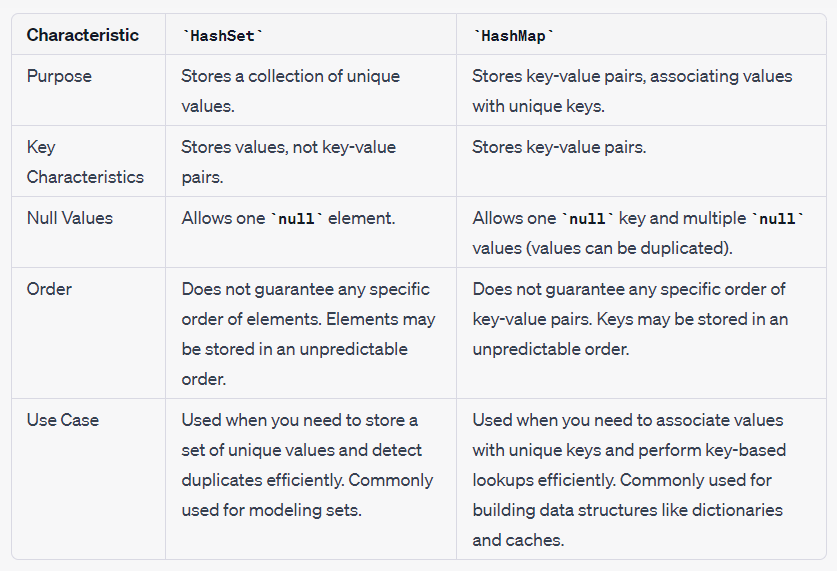 Characteristic `HashSet` `HashMap`
Purpose
Stores a collection of unique
values.
Stores key-value pairs, associating values
with unique keys.
Key
Characteristics
Stores values, not key-value
pairs.
Stores key-value pairs.
Null Values
Allows one `null` element.
Allows one `null` key and multiple `null`
values (values can be duplicated).
Order
Does not guarantee any specific
order of elements. Elements may
be stored in an unpredictable
order.
Does not guarantee any specific order of
key-value pairs. Keys may be stored in an
unpredictable order.
Use Case
Used when you need to store a
set of unique values and detect
duplicates efficiently. Commonly
used for modeling sets.
Used when you need to associate values
with unique keys and perform key-based
lookups efficiently. Commonly used for
building data structures like dictionaries
and caches.